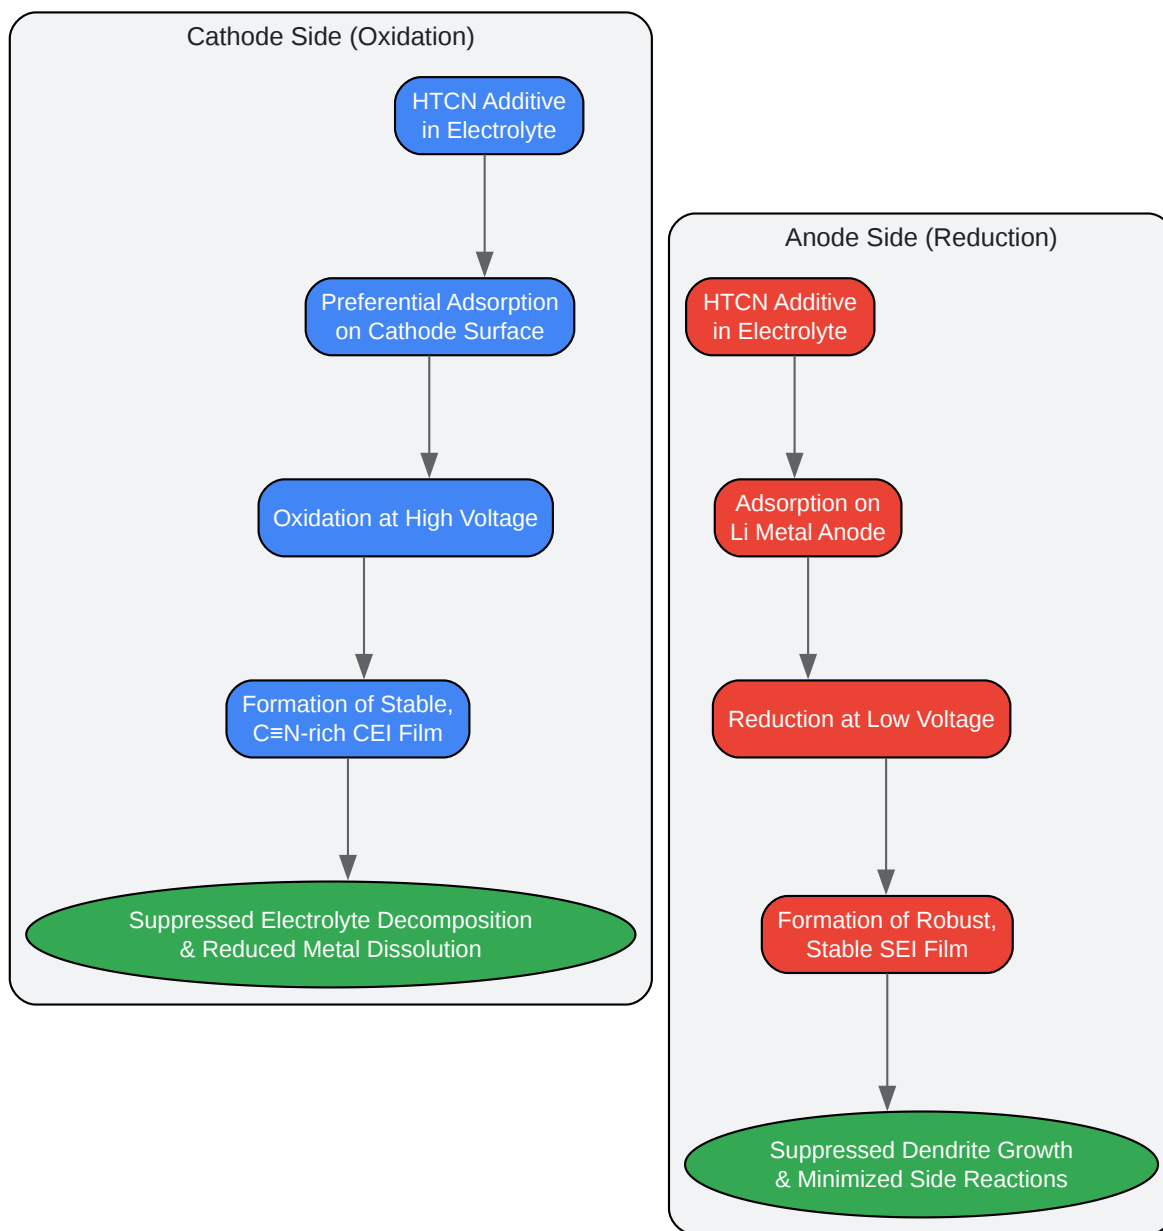 Cathode Side (Oxidation)
HTCN Additive
in Electrolyte
Preferential Adsorption
on Cathode Surface
Oxidation at High Voltage
Formation of Stable,
C≡N-rich CEI Film
Suppressed Electrolyte Decomposition
& Reduced Metal Dissolution
Anode Side (Reduction)
HTCN Additive
in Electrolyte
Adsorption on
Li Metal Anode
Reduction at Low Voltage
Formation of Robust,
Stable SEI Film
Suppressed Dendrite Growth
& Minimized Side Reactions